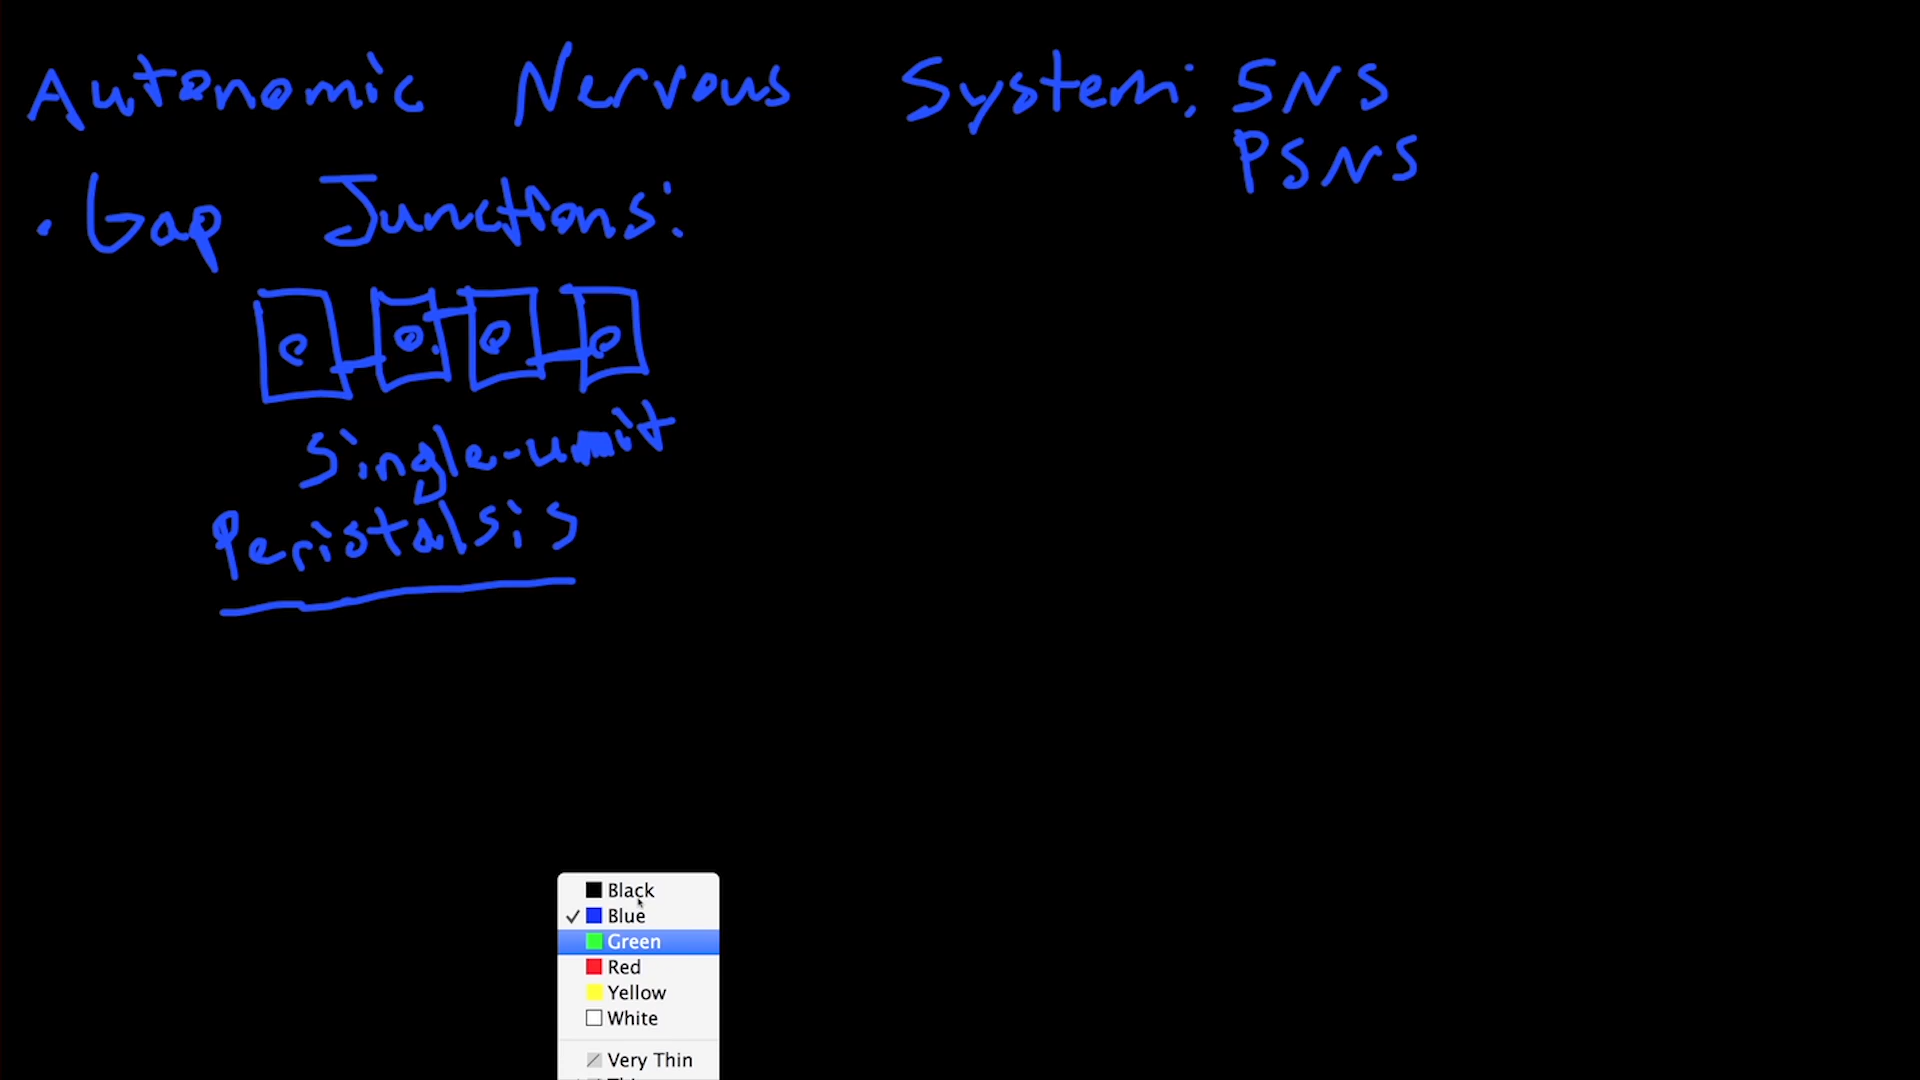 Autonomic Nervous System: SNS
PSNS
• Gap Junctions:
Single-unit
Peristalsis
Black
✓ Blue
Green
Red
Yellow
White
Very Thin